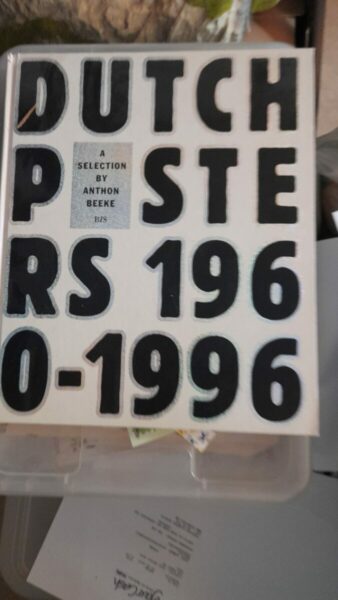 DUTCH
P STE
RS 196
0-1996
A
SELECTION
BY
ANTHON
BEEKE
BIS